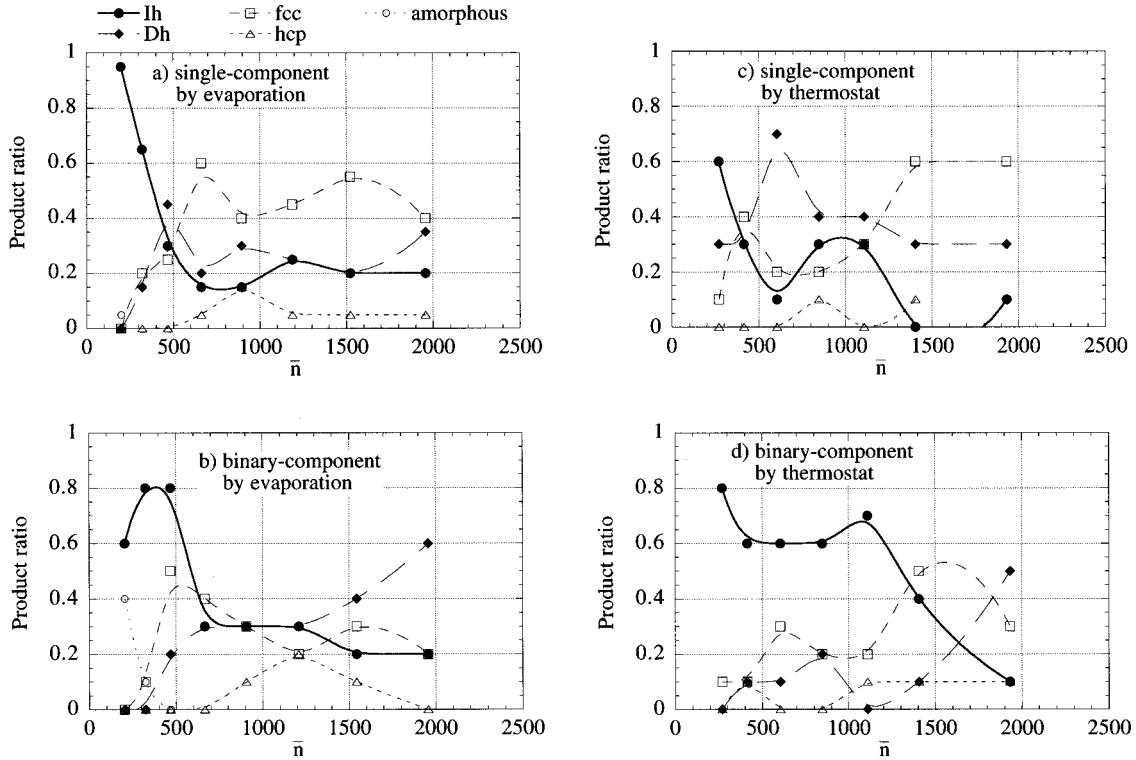 Ih fcc amorphous
Dh hcp
1
0.8
0.6
0.4
0.2
0
Product ratio
a) single-component
by evaporation
0 500 1000 1500 2000 2500
n̄
1
0.8
0.6
0.4
0.2
0
Product ratio
c) single-component
by thermostat
0 500 1000 1500 2000 2500
n̄
1
0.8
0.6
0.4
0.2
0
Product ratio
b) binary-component
by evaporation
0 500 1000 1500 2000 2500
n̄
1
0.8
0.6
0.4
0.2
0
Product ratio
d) binary-component
by thermostat
0 500 1000 1500 2000 2500
n̄